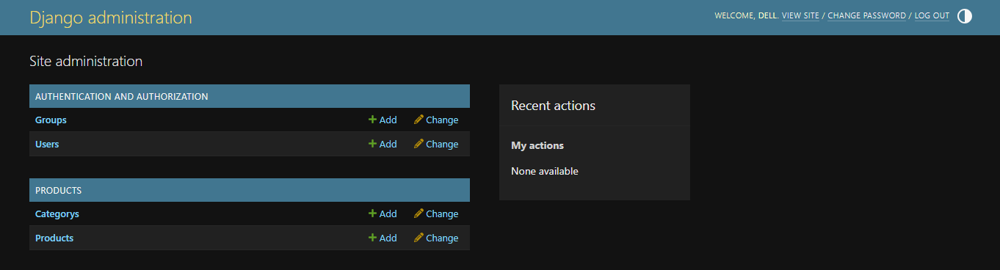 Django administration
WELCOME, DELL. VIEW SITE / CHANGE PASSWORD / LOG OUT
Site administration
AUTHENTICATION AND AUTHORIZATION
Groups Add Change
Users Add Change
PRODUCTS
Categorys Add Change
Products Add Change
Recent actions
My actions
None available